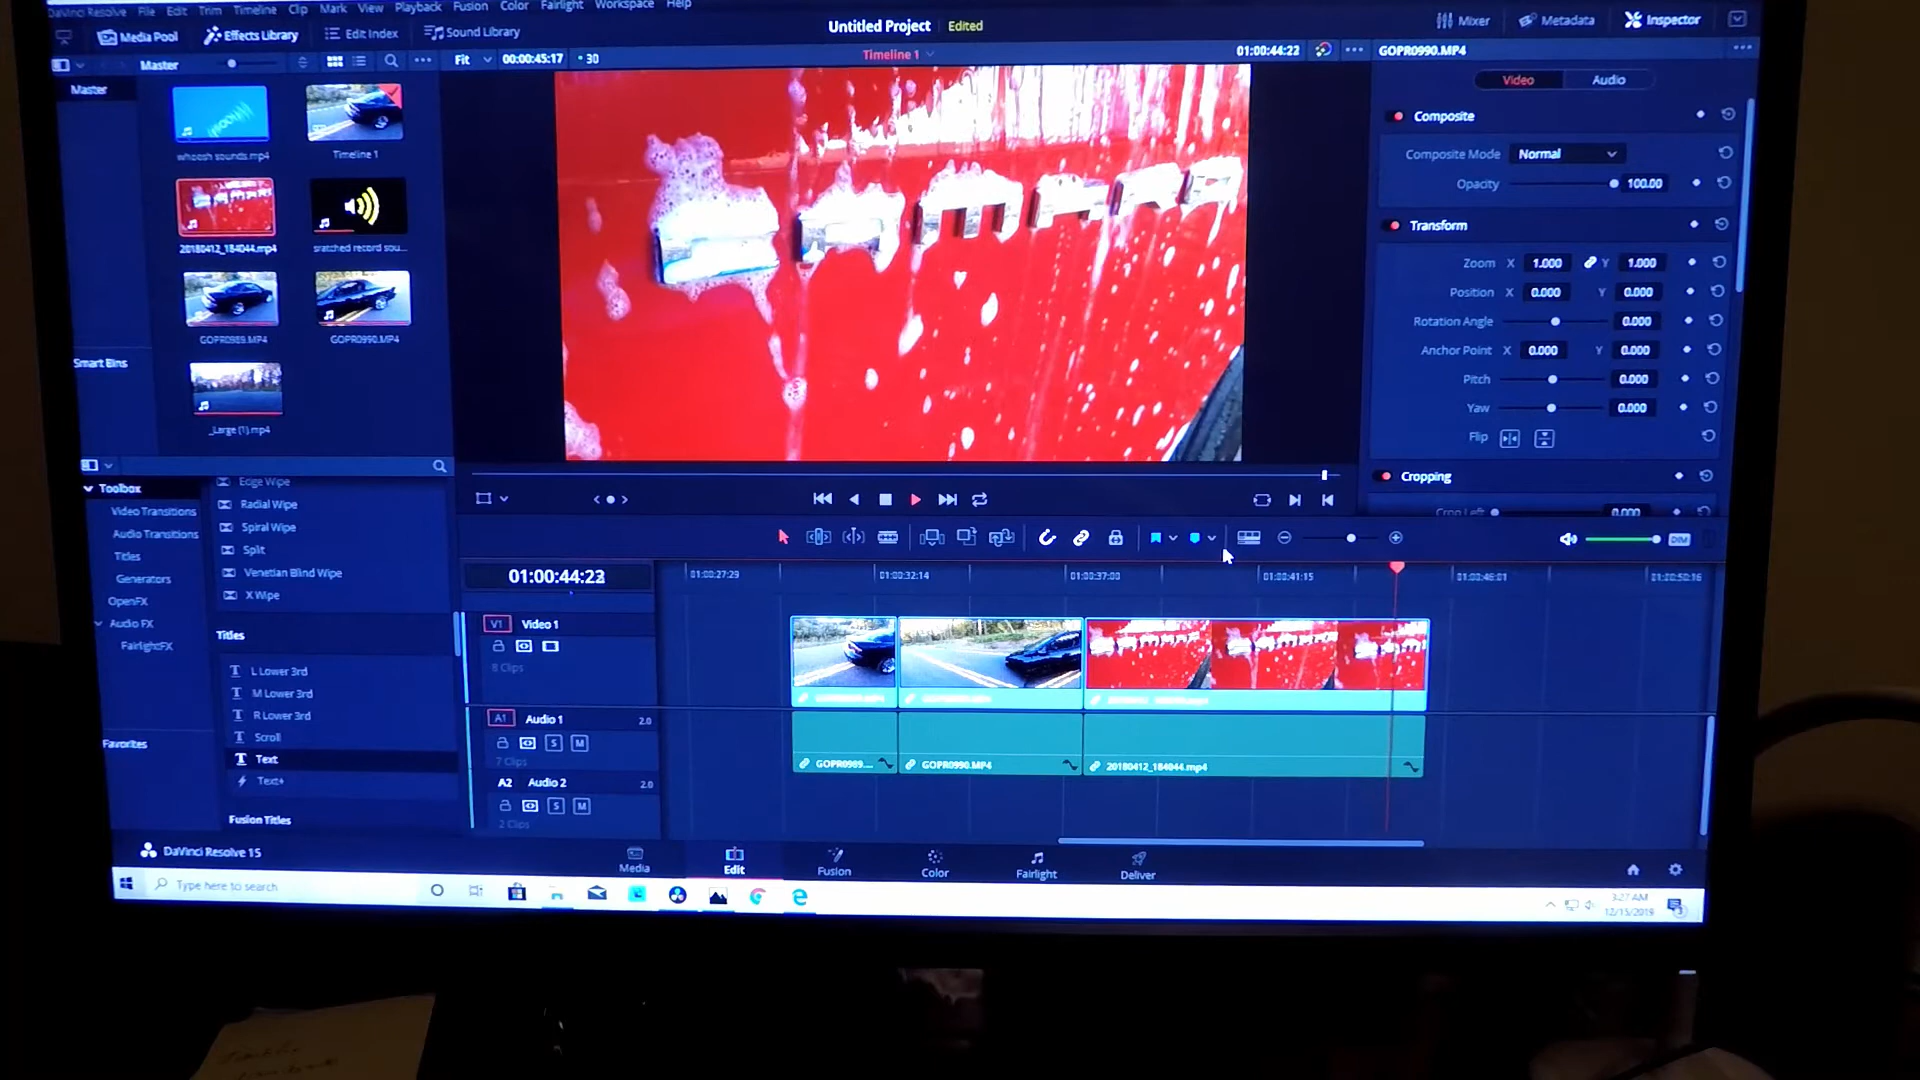 DaVinci Resolve File Edit Trim Timeline Clip Mark View Playback Fusion Color Fairlight Workspace Help
Media Pool Effects Library Edit Index Sound Library
Untitled Project Edited
Mixer Metadata Inspector
Master
Fit 00:00:45:17 30
Timeline 1
01:00:44:22
GOPR0990.MP4
Master
Video Audio
whoosh sounds.mp4 Timeline 1
20180412_184044.mp4 sratched record sou...
GOPR0989.MP4 GOPR0990.MP4
_Large (1).mp4
Smart Bins
Composite
Composite Mode Normal
Opacity 100.00
Transform
Zoom X 1.000 Y 1.000
Position X 0.000 Y 0.000
Rotation Angle 0.000
Anchor Point X 0.000 Y 0.000
Pitch 0.000
Yaw 0.000
Flip
Cropping
Crop Left 0.000
Toolbox
Video Transitions
Audio Transitions
Titles
Generators
OpenFX
Audio FX
FairlightFX
Favorites
Edge Wipe
Radial Wipe
Spiral Wipe
Split
Venetian Blind Wipe
X Wipe
Titles
L Lower 3rd
M Lower 3rd
R Lower 3rd
Scroll
Text
Text+
Fusion Titles
DIM
01:00:27:29 01:00:32:14 01:00:37:00 01:00:41:15 01:00:46:01 01:00:50:16
V1 Video 1
8 Clips
A1 Audio 1 2.0
S M
7 Clips
A2 Audio 2 2.0
S M
2 Clips
GOPR0989.... GOPR0990.MP4 20180412_184044.mp4
DaVinci Resolve 15
Media Edit Fusion Color Fairlight Deliver
Type here to search
3:27 AM
12/15/2019